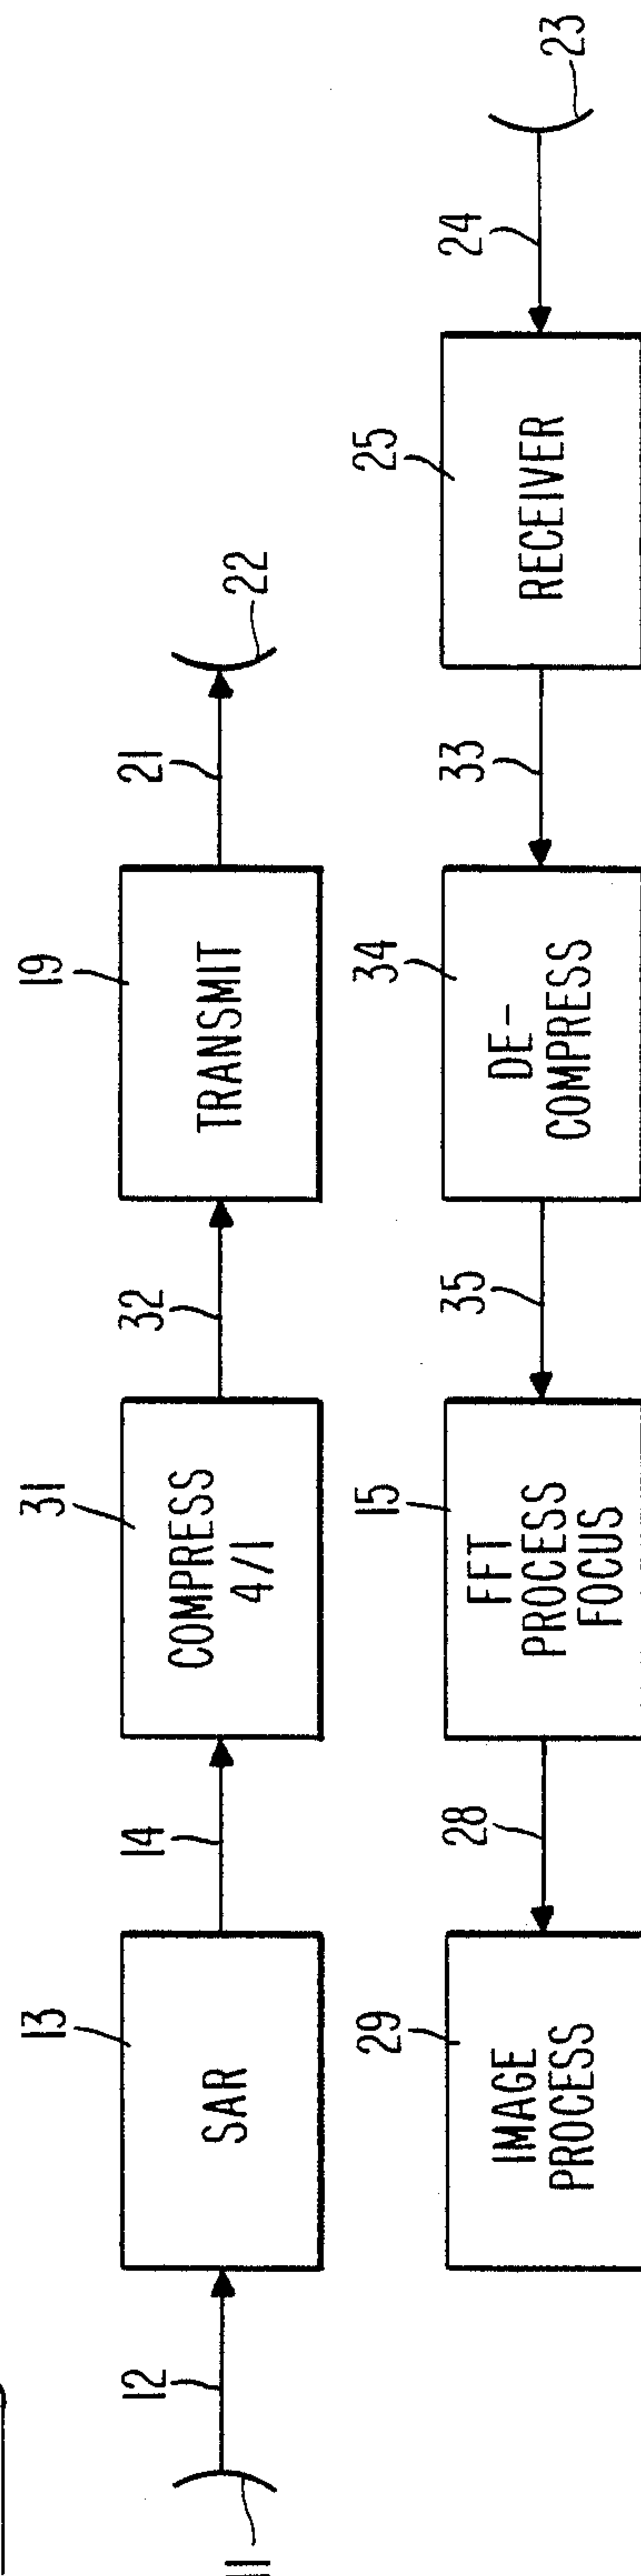 11
12
13
SAR
14
31
COMPRESS
4/1
32
19
TRANSMIT
21
22
29
IMAGE
PROCESS
28
15
FFT
PROCESS
FOCUS
35
34
DE-
COMPRESS
33
25
RECEIVER
24
23